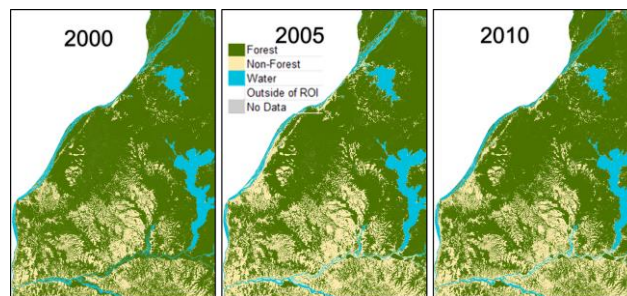 2000
2005
2010
Forest
Non-Forest
Water
Outside of ROI
No Data